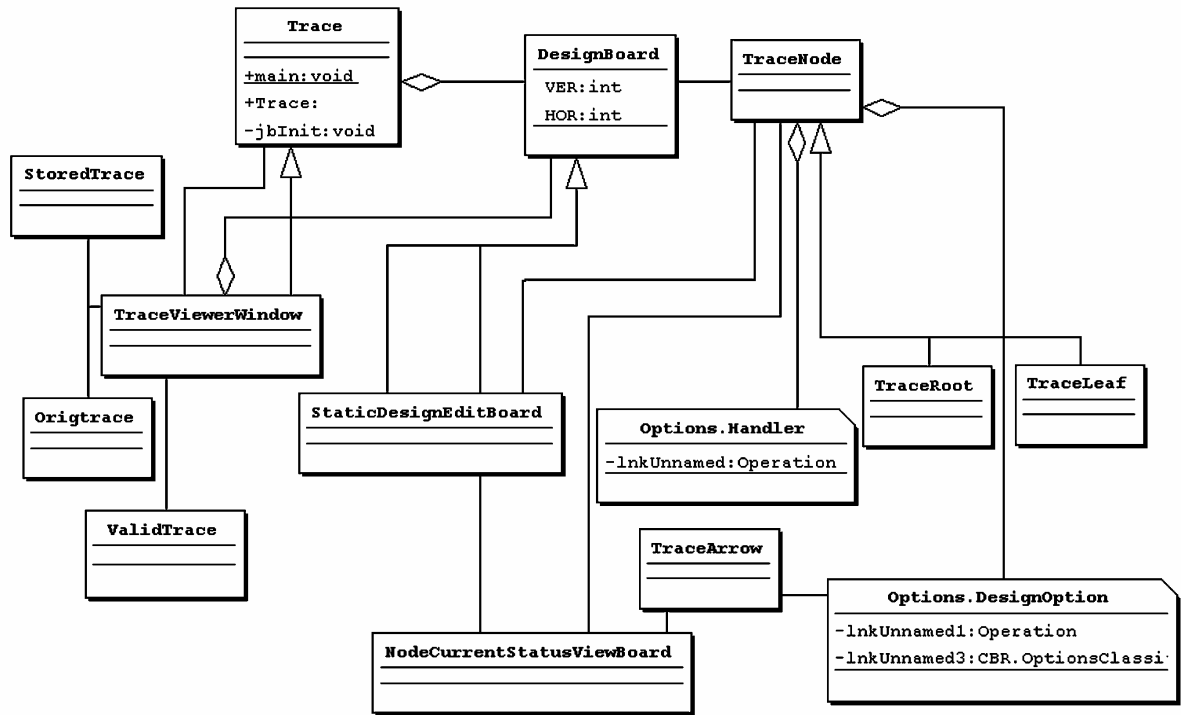 Trace
+main:void
+Trace:
-jbInit:void
DesignBoard
VER:int
HOR:int
TraceNode
StoredTrace
TraceViewerWindow
Origtrace
ValidTrace
StaticDesignEditBoard
Options.Handler
-lnkUnnamed:Operation
TraceRoot
TraceLeaf
TraceArrow
Options.DesignOption
-lnkUnnamed1:Operation
-lnkUnnamed3:CBR.OptionsClassi
NodeCurrentStatusViewBoard